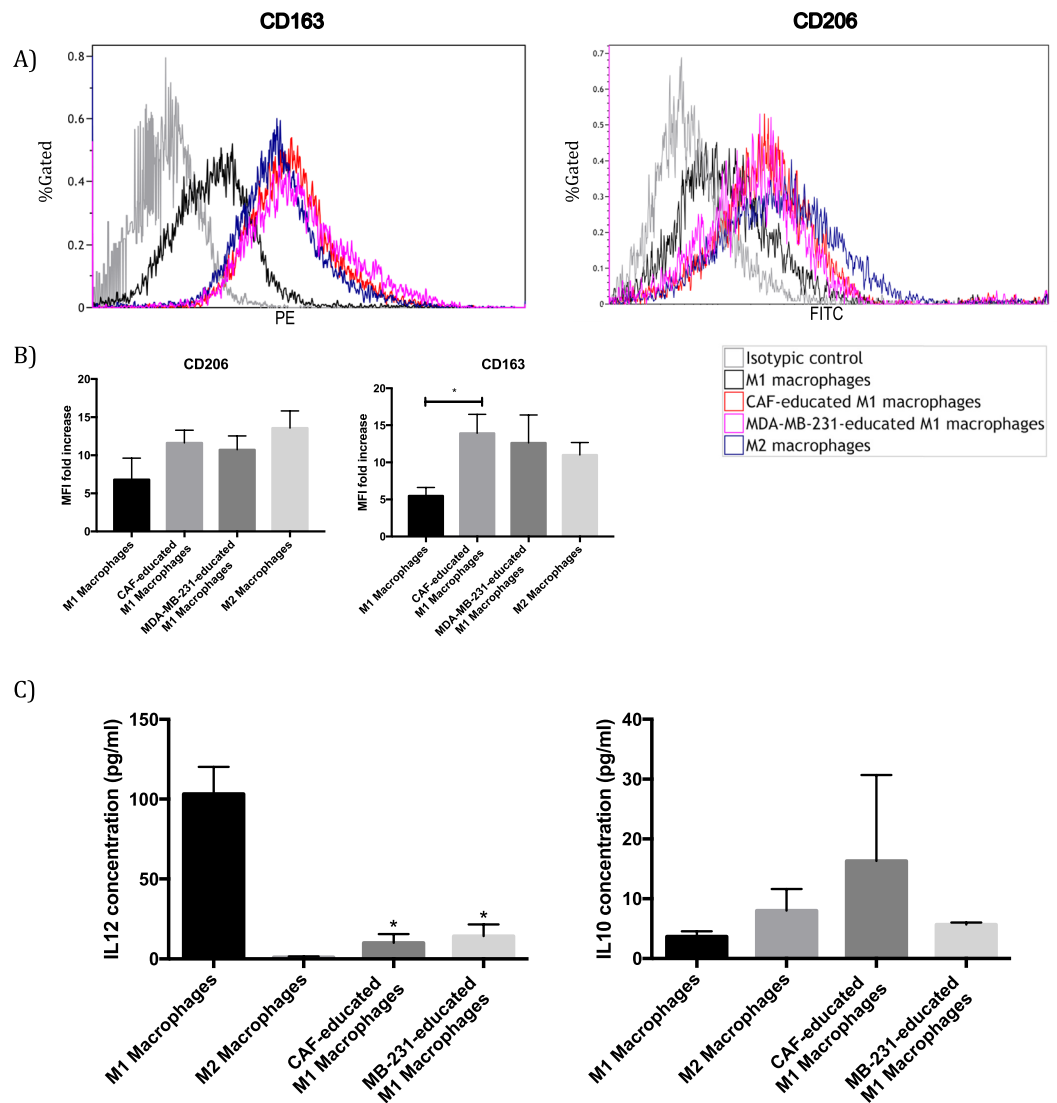 CD163
CD206
A)
0.8
0.6
0.4
0.2
0
%Gated
PE
0.7
0.6
0.5
0.4
0.3
0.2
0.1
0
%Gated
FITC
Isotypic control
M1 macrophages
CAF-educated M1 macrophages
MDA-MB-231-educated M1 macrophages
M2 macrophages
B)
CD206
MFI fold increase
20
15
10
5
0
M1 Macrophages
CAF-educated
M1 Macrophages
MDA-MB-231-educated
M1 Macrophages
M2 Macrophages
CD163
MFI fold increase
20
15
10
5
0
*
M1 Macrophages
CAF-educated
M1 Macrophages
MDA-MB-231-educated
M1 Macrophages
M2 Macrophages
C)
IL12 concentration (pg/ml)
150
100
50
0
*
*
M1 Macrophages
M2 Macrophages
CAF-educated
M1 Macrophages
MB-231-educated
M1 Macrophages
IL10 concentration (pg/ml)
40
30
20
10
0
M1 Macrophages
M2 Macrophages
CAF-educated
M1 Macrophages
MB-231-educated
M1 Macrophages